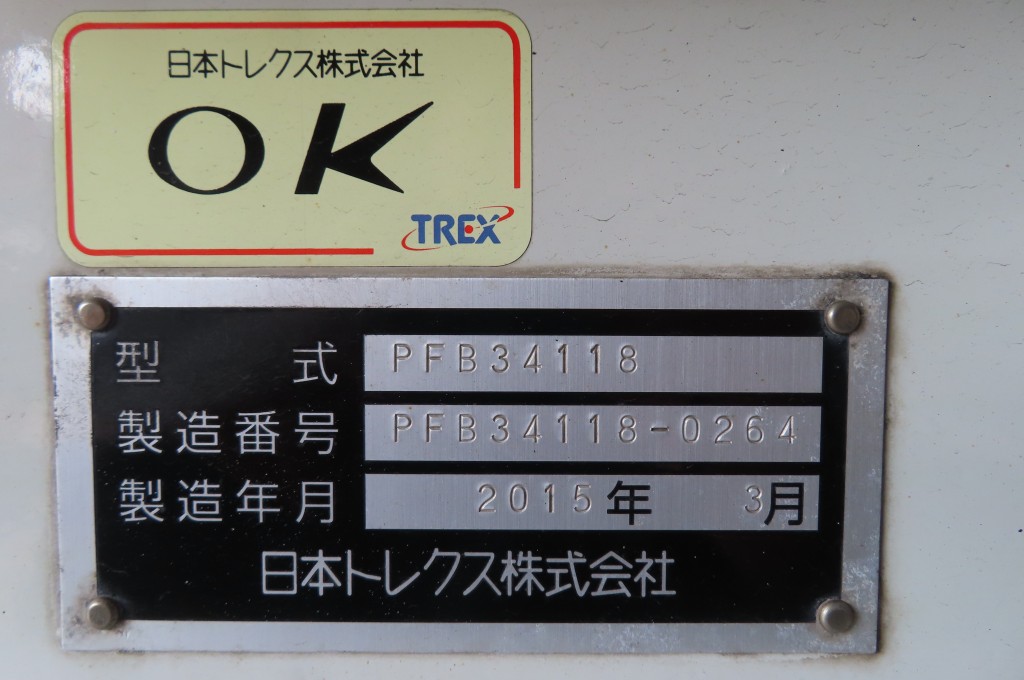 日本トレクス株式会社
OK
TREX
型 式 PFB34118
製造番号 PFB34118-0264
製造年月 2015年 3月
日本トレクス株式会社